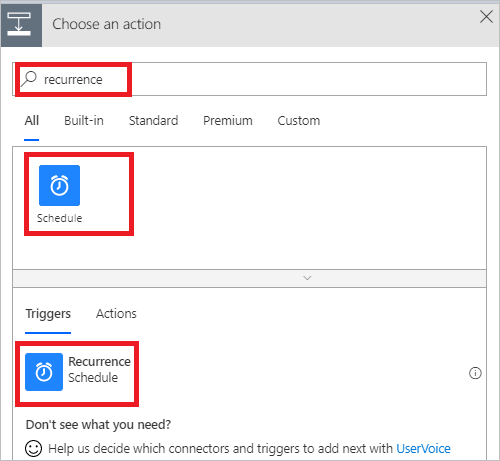 Choose an action
recurrence
All Built-in Standard Premium Custom
Schedule
Triggers Actions
Recurrence
Schedule
Don't see what you need?
Help us decide which connectors and triggers to add next with UserVoice